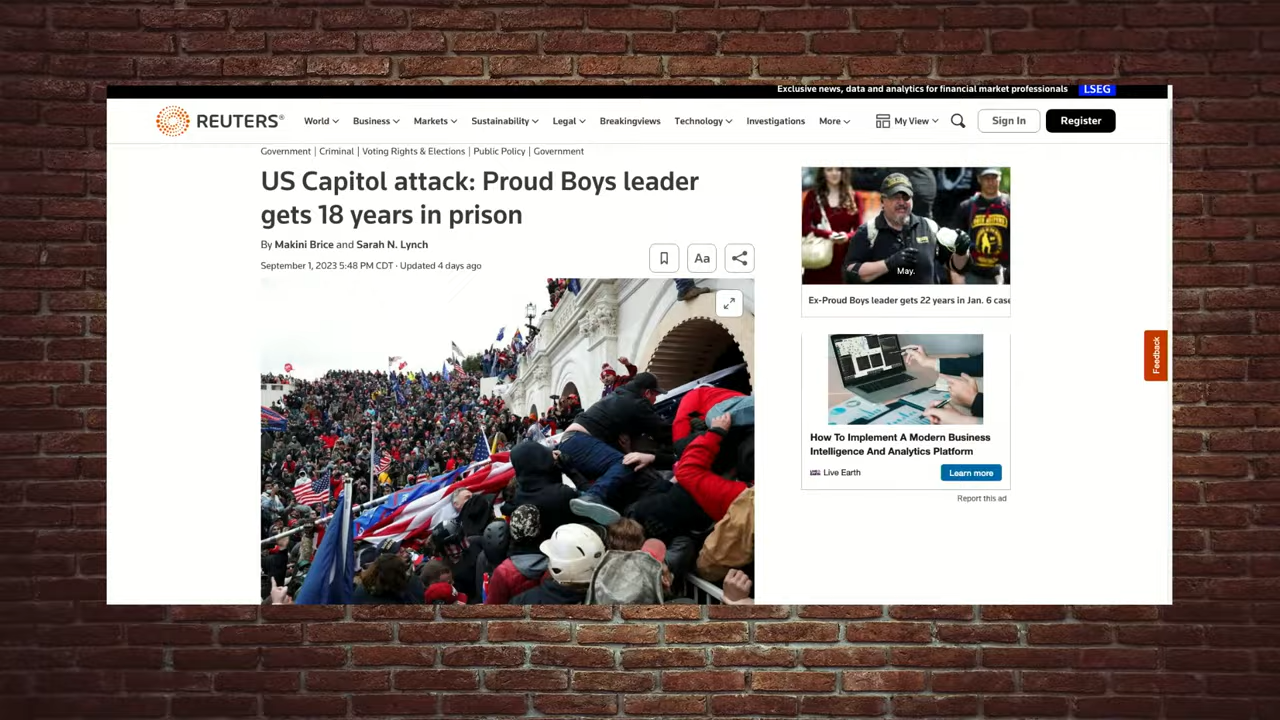 Exclusive news, data and analytics for financial market professionals LSEG
REUTERS®
World Business Markets Sustainability Legal Breakingviews Technology Investigations More My View Sign In Register
Government | Criminal | Voting Rights & Elections | Public Policy | Government
US Capitol attack: Proud Boys leader
gets 18 years in prison
By Makini Brice and Sarah N. Lynch
September 1, 2023 5:48 PM CDT · Updated 4 days ago
Aa
May.
Ex-Proud Boys leader gets 22 years in Jan. 6 case
How To Implement A Modern Business
Intelligence And Analytics Platform
Live Earth Learn more
Report this ad
Feedback